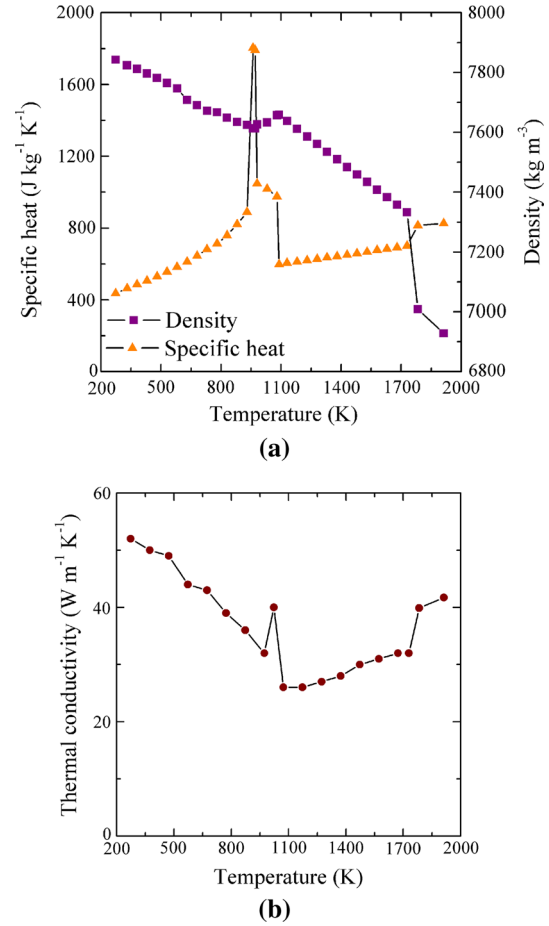 2000
1600
1200
800
400
0
Specific heat (J kg⁻¹ K⁻¹)
8000
7800
7600
7400
7200
7000
6800
Density (kg m⁻³)
Density
Specific heat
200 500 800 1100 1400 1700 2000
Temperature (K)
(a)
60
40
20
0
Thermal conductivity (W m⁻¹ K⁻¹)
200 500 800 1100 1400 1700 2000
Temperature (K)
(b)